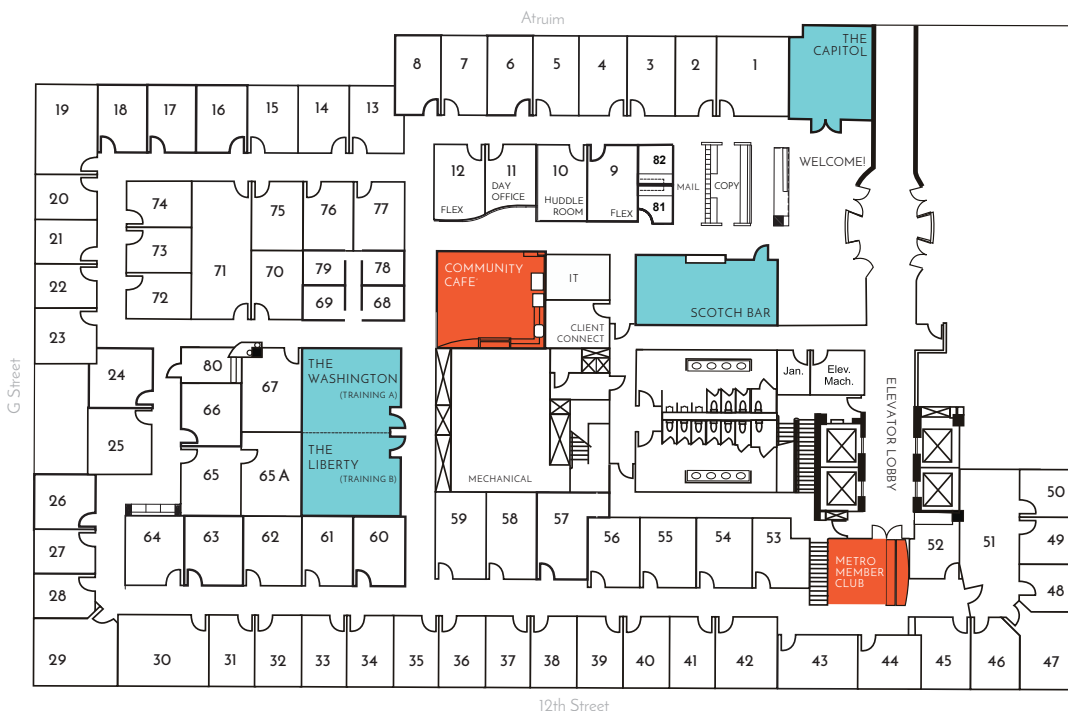 Atruim
THE
CAPITOL
8
7
6
5
4
3
2
1
19
18
17
16
15
14
13
WELCOME!
12
FLEX
11
DAY
OFFICE
10
HUDDLE
ROOM
9
FLEX
82
81
MAIL
COPY
20
21
22
23
74
73
72
71
75
76
77
70
79
78
69
68
COMMUNITY
CAFE'
IT
CLIENT
CONNECT
SCOTCH BAR
G Street
24
25
80
67
66
65
65 A
THE
WASHINGTON
(TRAINING A)
THE
LIBERTY
(TRAINING B)
MECHANICAL
Jan.
Elev.
Mach.
ELEVATOR LOBBY
26
27
28
64
63
62
61
60
59
58
57
56
55
54
53
METRO
MEMBER
CLUB
52
51
50
49
48
29
30
31
32
33
34
35
36
37
38
39
40
41
42
43
44
45
46
47
12th Street